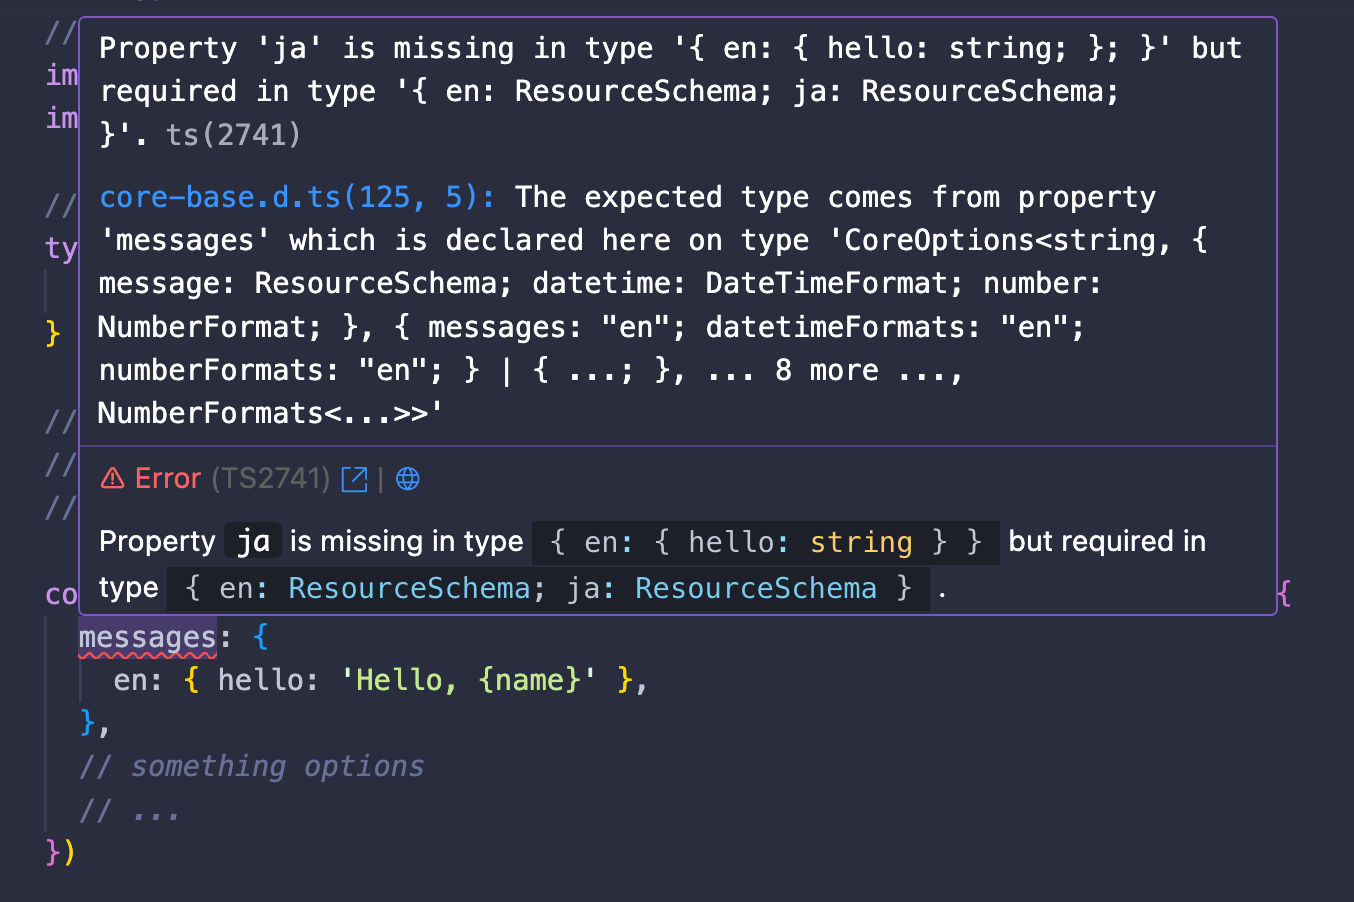 //
Property 'ja' is missing in type '{ en: { hello: string; }; }' but
im
required in type '{ en: ResourceSchema; ja: ResourceSchema;
im
}'. ts(2741)
//
core-base.d.ts(125, 5): The expected type comes from property
ty
'messages' which is declared here on type 'CoreOptions<string, {
message: ResourceSchema; datetime: DateTimeFormat; number:
}
NumberFormat; }, { messages: "en"; datetimeFormats: "en";
numberFormats: "en"; } | { ...; }, ... 8 more ...,
//
NumberFormats<...>>'
//
Error (TS2741) |
//
Property ja is missing in type { en: { hello: string } } but required in
type { en: ResourceSchema; ja: ResourceSchema } .
co {
messages: {
en: { hello: 'Hello, {name}' },
},
// something options
// ...
})